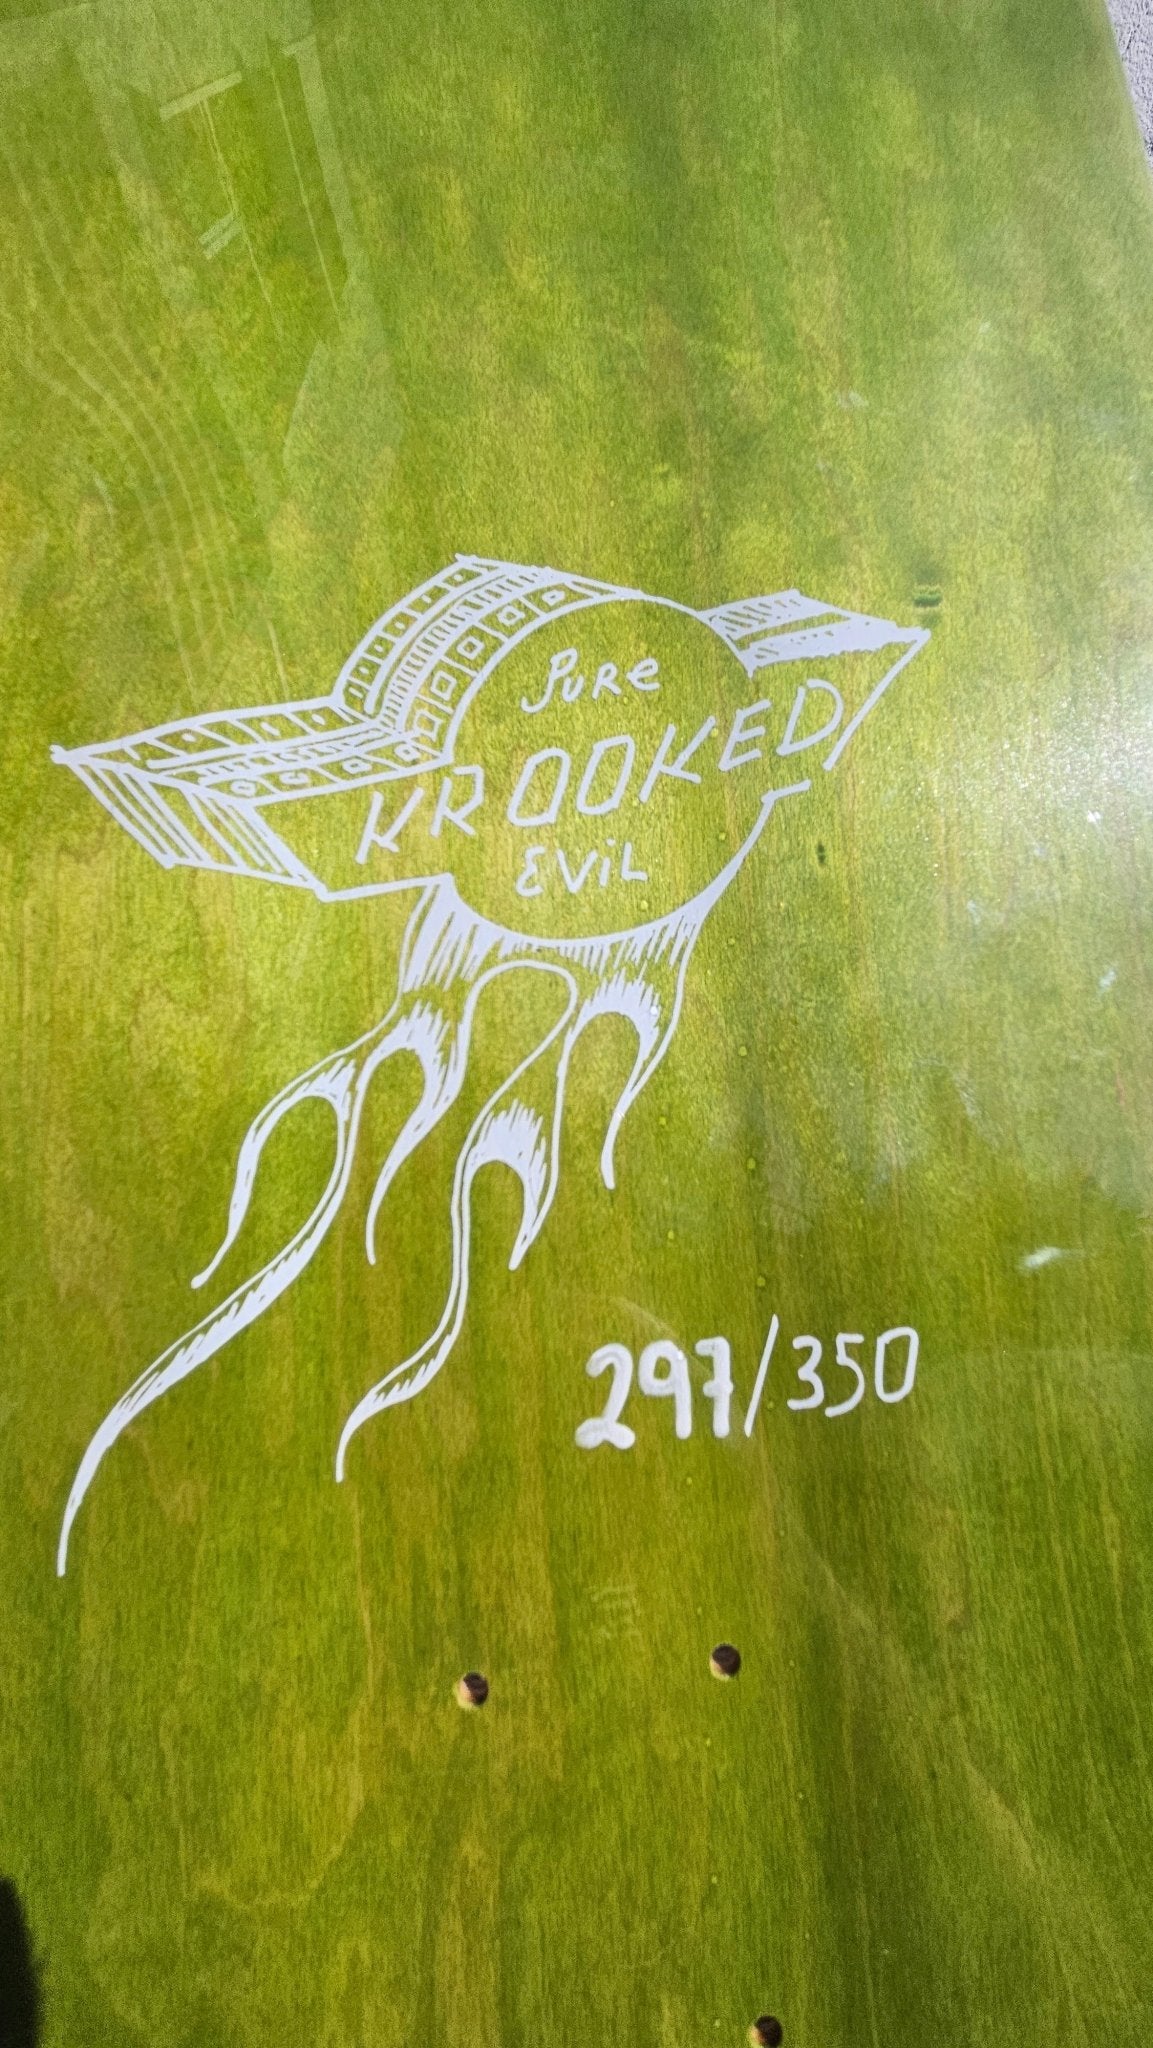 PURe
KROOKED
EViL
297/350